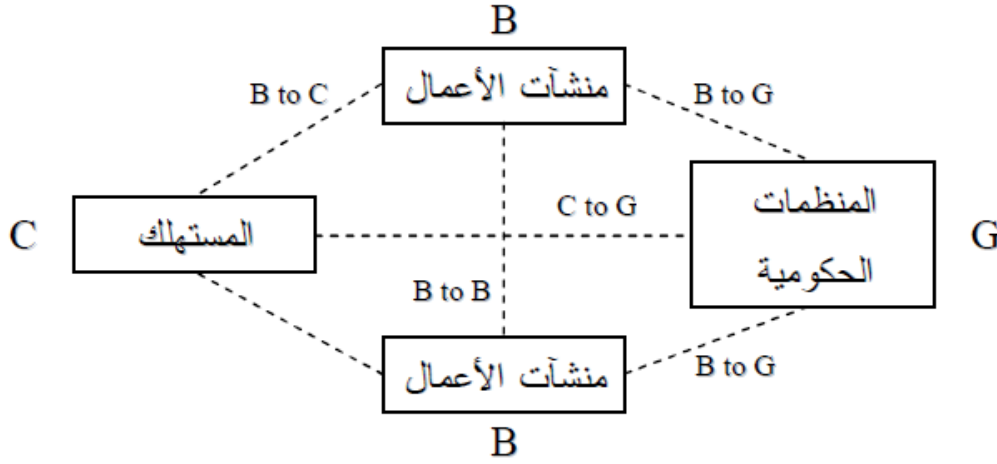 B
منشآت الأعمال
B to C
B to G
المنظمات
الحكومية
C to G
C
المستهلك
G
B to B
منشآت الأعمال
B to G
B